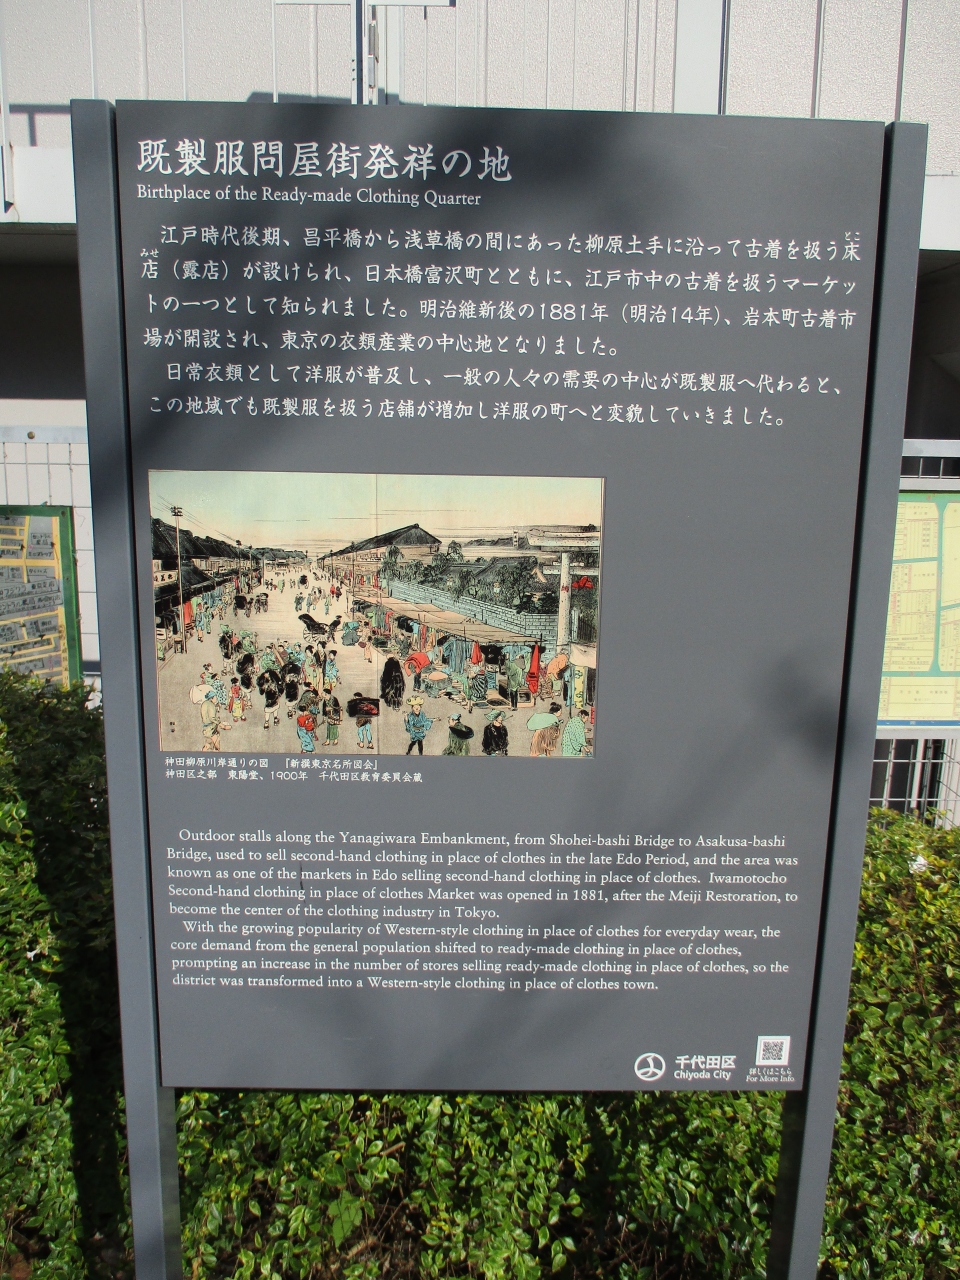 既製服問屋街発祥の地
Birthplace of the Ready-made Clothing Quarter
江戸時代後期、昌平橋から浅草橋の間にあった柳原土手に沿って古着を扱う床
とこ
みせ
店（露店）が設けられ、日本橋富沢町とともに、江戸市中の古着を扱うマーケッ
トの一つとして知られました。明治維新後の1881年（明治14年）、岩本町古着市
場が開設され、東京の衣類産業の中心地となりました。
日常衣類として洋服が普及し、一般の人々の需要の中心が既製服へ代わると、
この地域でも既製服を扱う店舗が増加し洋服の町へと変貌していきました。
神田柳原川岸通りの図　『新撰東京名所図会』
神田区之部　東陽堂、1900年　千代田区教育委員会蔵
Outdoor stalls along the Yanagiwara Embankment, from Shohei-bashi Bridge to Asakusa-bashi
Bridge, used to sell second-hand clothing in place of clothes in the late Edo Period, and the area was
known as one of the markets in Edo selling second-hand clothing in place of clothes. Iwamotocho
Second-hand clothing in place of clothes Market was opened in 1881, after the Meiji Restoration, to
become the center of the clothing industry in Tokyo.
With the growing popularity of Western-style clothing in place of clothes for everyday wear, the
core demand from the general population shifted to ready-made clothing in place of clothes,
prompting an increase in the number of stores selling ready-made clothing in place of clothes, so the
district was transformed into a Western-style clothing in place of clothes town.
千代田区
Chiyoda City
詳しくはこちら
For More Info.